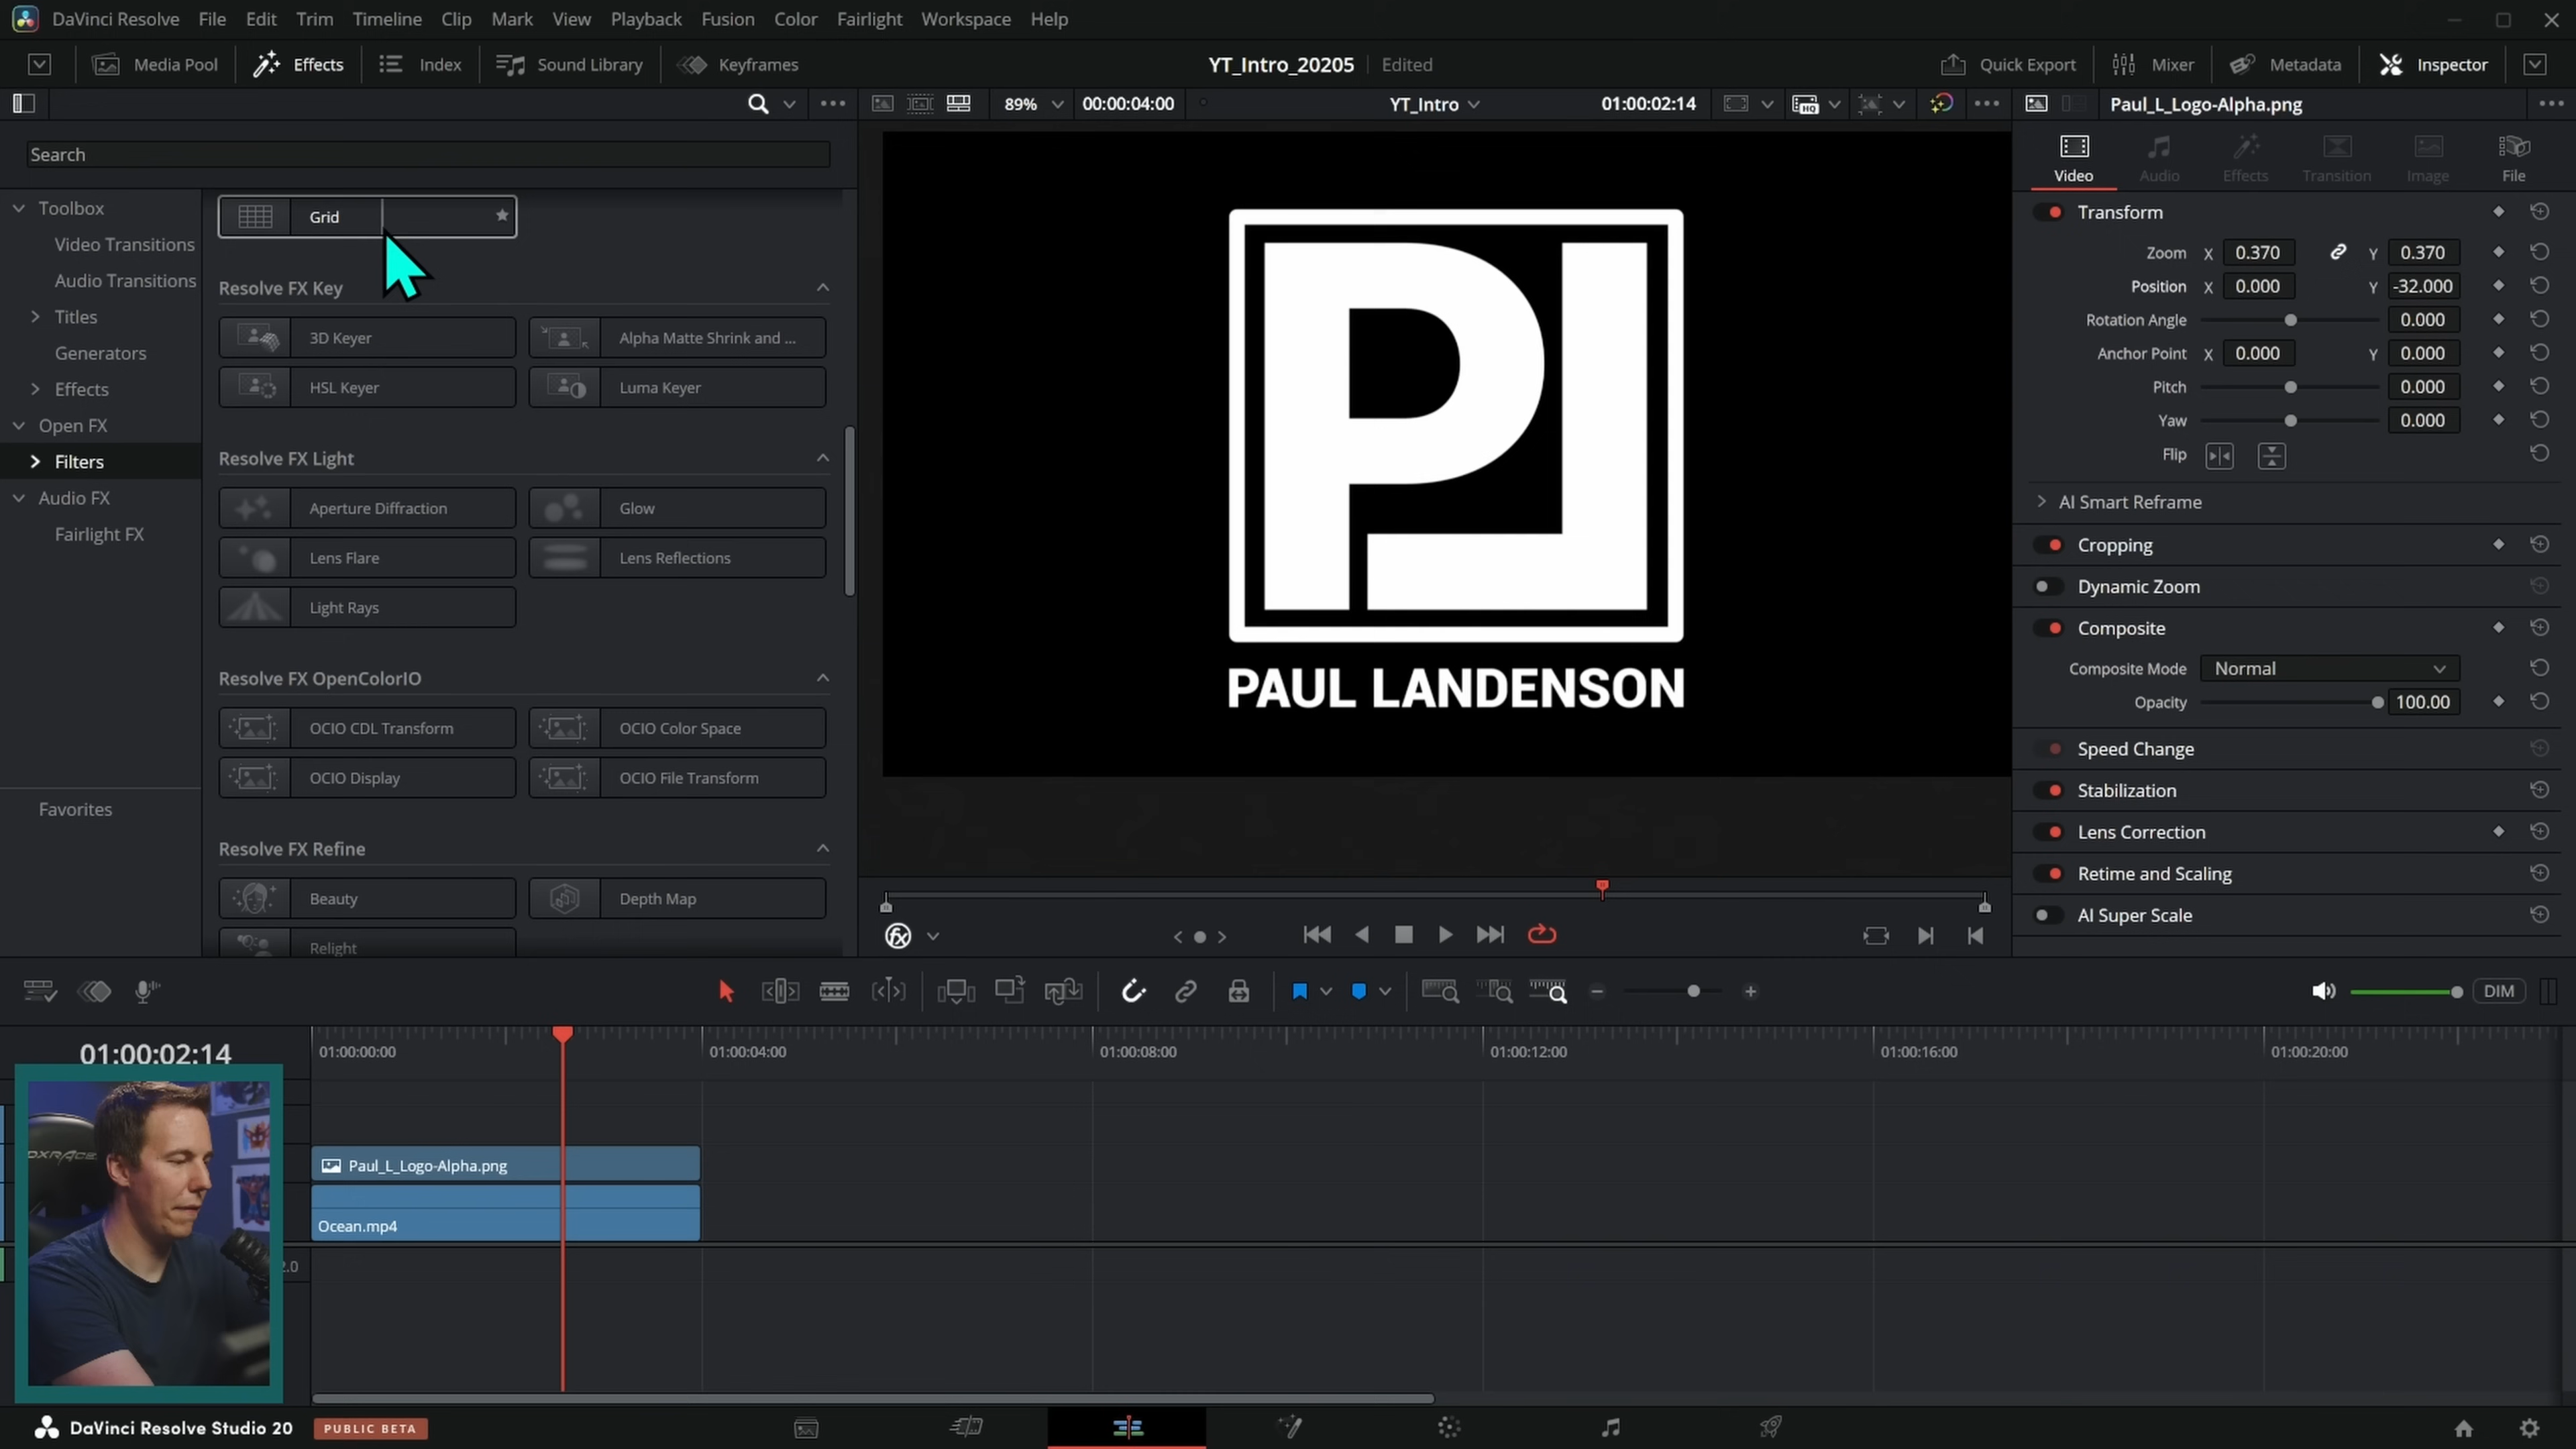 DaVinci Resolve File Edit Trim Timeline Clip Mark View Playback Fusion Color Fairlight Workspace Help
Media Pool Effects Index Sound Library Keyframes YT_Intro_20205 Edited Quick Export Mixer Metadata Inspector
89% 00:00:04:00 YT_Intro 01:00:02:14 HQ Paul_L_Logo-Alpha.png
Search
Toolbox
Video Transitions
Audio Transitions
Titles
Generators
Effects
Open FX
Filters
Audio FX
Fairlight FX
Favorites
Grid
Resolve FX Key
3D Keyer Alpha Matte Shrink and ...
HSL Keyer Luma Keyer
Resolve FX Light
Aperture Diffraction Glow
Lens Flare Lens Reflections
Light Rays
Resolve FX OpenColorIO
OCIO CDL Transform OCIO Color Space
OCIO Display OCIO File Transform
Resolve FX Refine
Beauty Depth Map
Relight
PL
PAUL LANDENSON
fx
Video Audio Effects Transition Image File
Transform
Zoom X 0.370 Y 0.370
Position X 0.000 Y -32.000
Rotation Angle 0.000
Anchor Point X 0.000 Y 0.000
Pitch 0.000
Yaw 0.000
Flip
AI Smart Reframe
Cropping
Dynamic Zoom
Composite
Composite Mode Normal
Opacity 100.00
Speed Change
Stabilization
Lens Correction
Retime and Scaling
AI Super Scale
DIM
01:00:02:14 01:00:00:00 01:00:04:00 01:00:08:00 01:00:12:00 01:00:16:00 01:00:20:00
DXRACE
Paul_L_Logo-Alpha.png
Ocean.mp4
2.0
DaVinci Resolve Studio 20 PUBLIC BETA